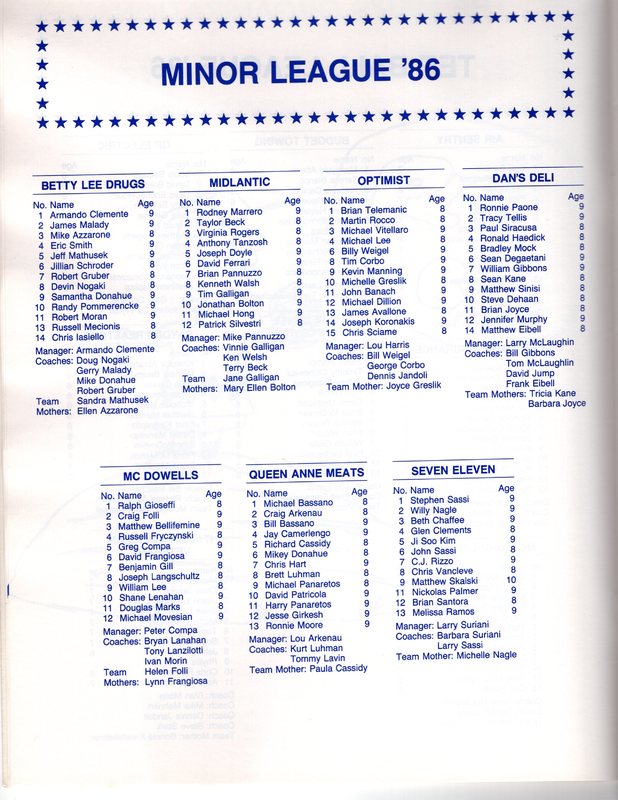 MINOR LEAGUE '86
BETTY LEE DRUGS
No. Name Age
1 Armando Clemente 9
2 James Malady 9
3 Mike Azzarone 8
4 Eric Smith 9
5 Jeff Mathusek 9
6 Jillian Schroder 8
7 Robert Gruber 8
8 Devin Nogaki 8
9 Samantha Donahue 9
10 Randy Pommerencke 9
11 Robert Moran 9
13 Russell Mecionis 8
14 Chris Iasiello 8
Manager: Armando Clemente
Coaches: Doug Nogaki
Gerry Malady
Mike Donahue
Robert Gruber
Team Sandra Mathusek
Mothers: Ellen Azzarone
MIDLANTIC
No. Name Age
1 Rodney Marrero 9
2 Taylor Beck 8
3 Virginia Rogers 8
4 Anthony Tanzosh 8
5 Joseph Doyle 9
6 David Ferrari 9
7 Brian Pannuzzo 8
8 Kenneth Walsh 8
9 Tim Galligan 9
10 Jonathan Bolton 9
11 Michael Hong 9
12 Patrick Silvestri 8
Manager: Mike Pannuzzo
Coaches: Vinnie Galligan
Ken Welsh
Terry Beck
Team Jane Galligan
Mothers: Mary Ellen Bolton
OPTIMIST
No. Name Age
1 Brian Telemanic 8
2 Martin Rocco 8
3 Michael Vitellaro 9
4 Michael Lee 8
6 Billy Weigel 9
8 Tim Corbo 8
9 Kevin Manning 9
10 Michelle Greslik 8
11 John Banach 9
12 Michael Dillion 9
13 James Avallone 8
14 Joseph Koronakis 9
15 Chris Sciame 8
Manager: Lou Harris
Coaches: Bill Weigel
George Corbo
Dennis Jandoli
Team Mother: Joyce Greslik
DAN'S DELI
No. Name Age
1 Ronnie Paone 9
2 Tracy Tellis 9
3 Paul Siracusa 8
4 Ronald Haedick 8
5 Bradley Mock 8
6 Sean Degaetani 9
7 William Gibbons 9
8 Sean Kane 8
9 Matthew Sinisi 8
10 Steve Dehaan 9
11 Brian Joyce 8
12 Jennifer Murphy 9
14 Matthew Eibell 8
Manager: Larry McLaughin
Coaches: Bill Gibbons
Tom McLaughlin
David Jump
Frank Eibell
Team Mothers: Tricia Kane
Barbara Joyce
MC DOWELLS
No. Name Age
1 Ralph Gioseffi 8
2 Craig Folli 9
3 Matthew Bellifemine 9
4 Russell Fryczynski 8
5 Greg Compa 9
6 David Frangiosa 9
7 Benjamin Gill 8
8 Joseph Langschultz 8
9 William Lee 8
10 Shane Lenahan 9
11 Douglas Marks 8
12 Michael Movesian 9
Manager: Peter Compa
Coaches: Bryan Lanahan
Tony Lanzilotti
Ivan Morin
Team Helen Folli
Mothers: Lynn Frangiosa
QUEEN ANNE MEATS
No. Name Age
1 Michael Bassano 8
2 Craig Arkenau 8
3 Bill Bassano 9
4 Jay Camerlengo 9
5 Richard Cassidy 8
6 Mikey Donahue 8
7 Chris Hart 9
8 Brett Luhman 8
9 Michael Panaretos 8
10 David Patricola 9
11 Harry Panaretos 9
12 Jesse Girkesh 9
13 Ronnie Moore 9
Manager: Lou Arkenau
Coaches: Kurt Luhman
Tommy Lavin
Team Mother: Paula Cassidy
SEVEN ELEVEN
No. Name Age
1 Stephen Sassi 9
2 Willy Nagle 9
3 Beth Chaffee 9
4 Glen Clements 8
5 Ji Soo Kim 9
6 John Sassi 8
7 C.J. Rizzo 9
8 Chris Vancleve 8
9 Matthew Skalski 10
11 Nickolas Palmer 9
12 Brian Santora 8
13 Melissa Ramos 9
Manager: Larry Suriani
Coaches: Barbara Suriani
Larry Sassi
Team Mother: Michelle Nagle